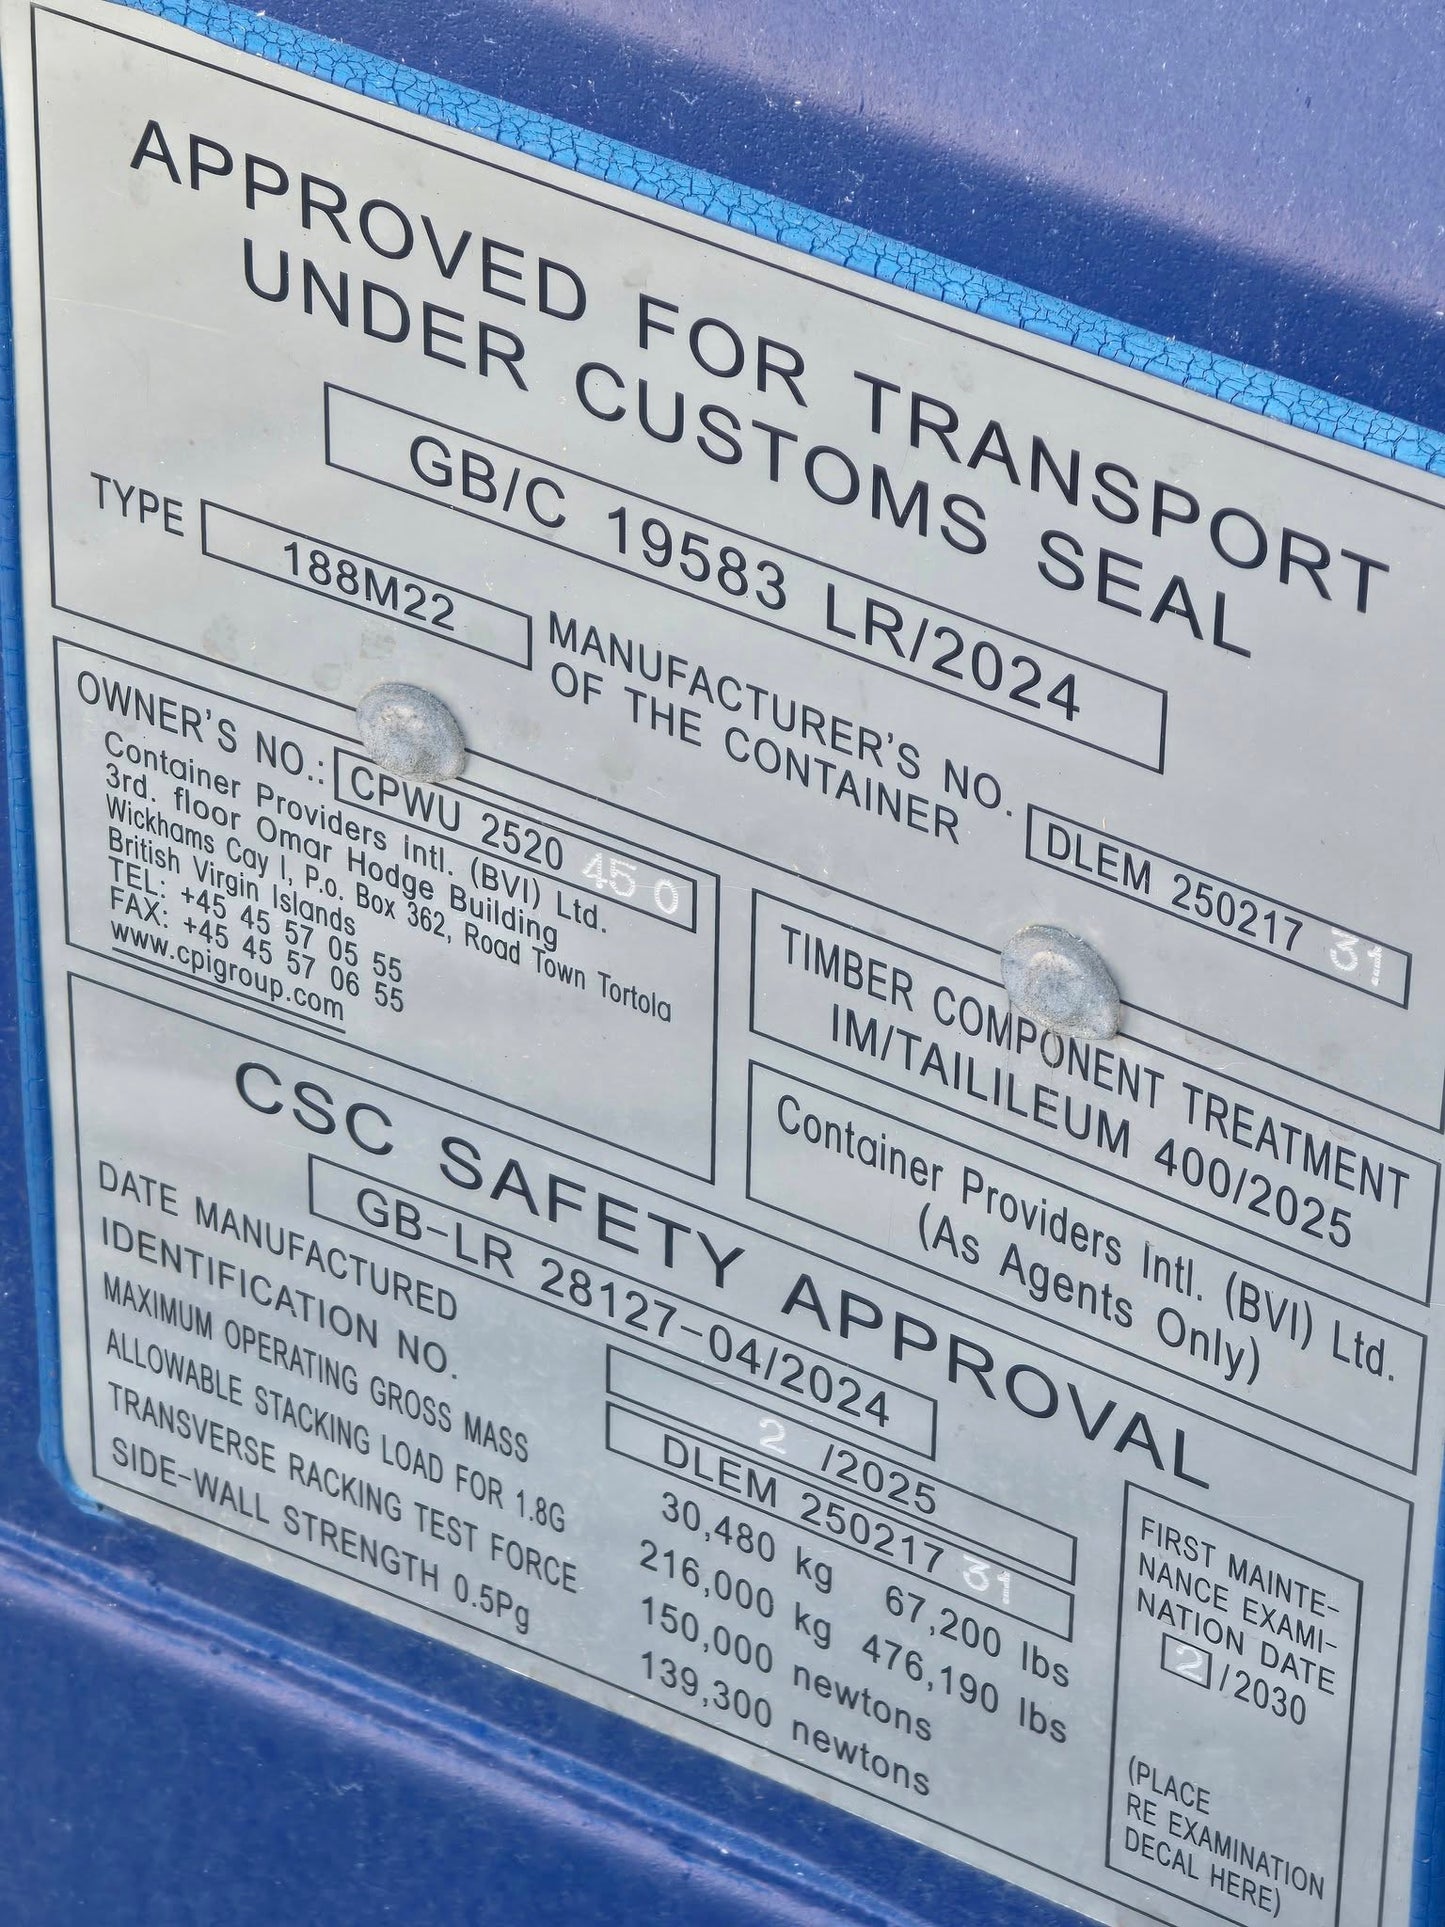 APPROVED FOR TRANSPORT
UNDER CUSTOMS SEAL
GB/C 19583 LR/2024
TYPE 188M22
MANUFACTURER'S NO.
OF THE CONTAINER
DLEM 250217 31
OWNER'S NO.: CPWU 2520 45 0
Container Providers Intl. (BVI) Ltd.
3rd. floor Omar Hodge Building
Wickhams Cay I, P.o. Box 362, Road Town Tortola
British Virgin Islands
TEL: +45 45 57 05 55
FAX: +45 45 57 06 55
www.cpigroup.com
TIMBER COMPONENT TREATMENT
IM/TAILILEUM 400/2025
Container Providers Intl. (BVI) Ltd.
(As Agents Only)
CSC SAFETY APPROVAL
GB-LR 28127-04/2024
DATE MANUFACTURED 2 /2025
IDENTIFICATION NO. DLEM 250217 31
MAXIMUM OPERATING GROSS MASS 30,480 kg 67,200 lbs
ALLOWABLE STACKING LOAD FOR 1.8G 216,000 kg 476,190 lbs
TRANSVERSE RACKING TEST FORCE 150,000 newtons
SIDE-WALL STRENGTH 0.5Pg 139,300 newtons
FIRST MAINTE-
NANCE EXAMI-
NATION DATE
2 /2030
(PLACE
RE EXAMINATION
DECAL HERE)